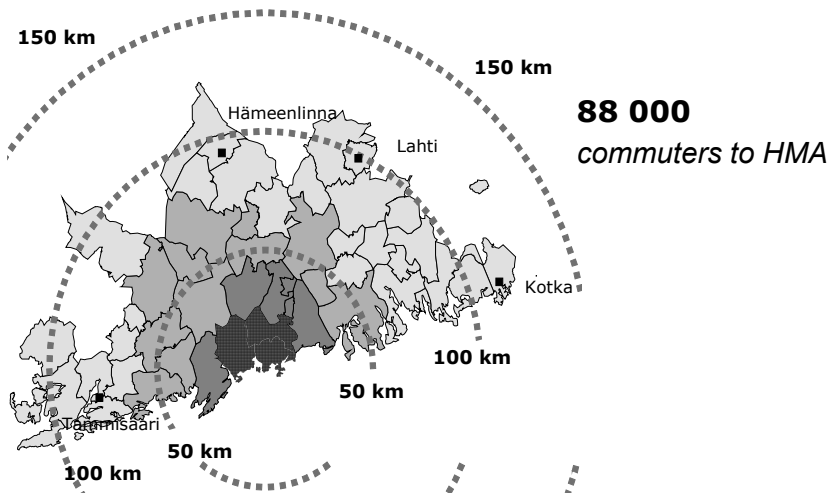 150 km
150 km
88 000
commuters to HMA
Hämeenlinna
Lahti
Kotka
100 km
50 km
Tammisaari
50 km
100 km